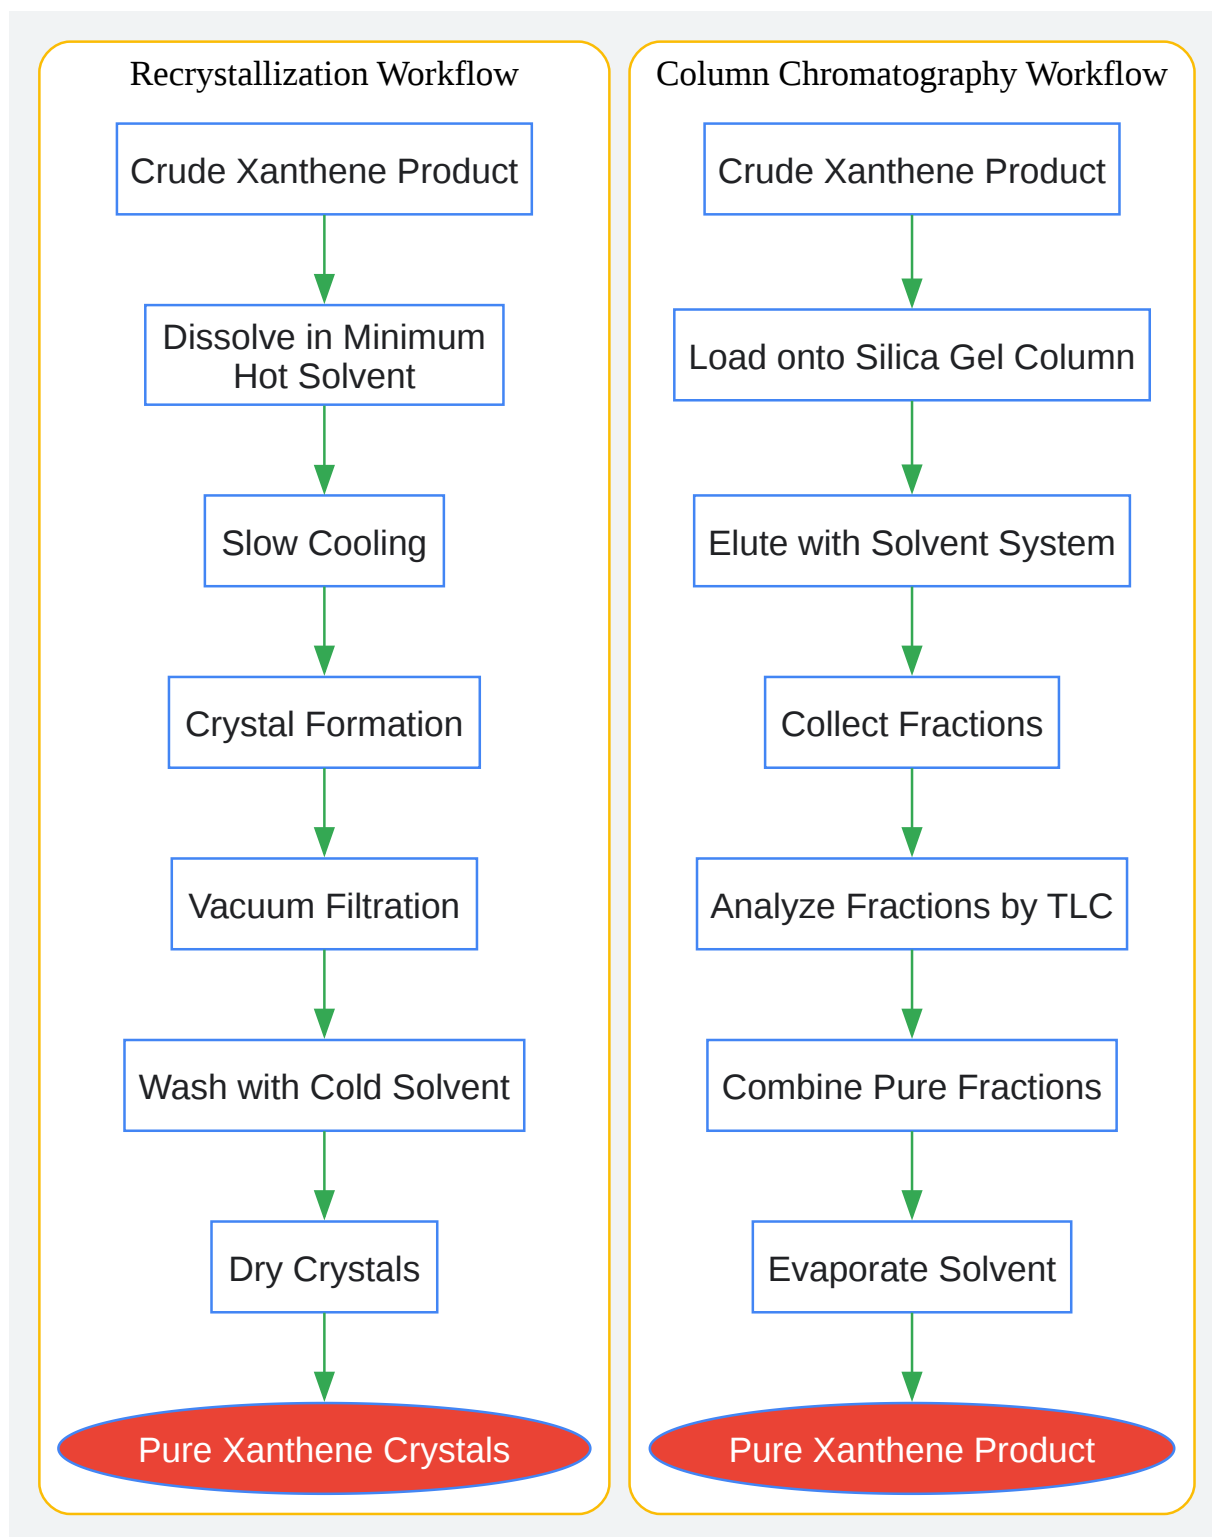 Recrystallization Workflow
Crude Xanthene Product
Dissolve in Minimum
Hot Solvent
Slow Cooling
Crystal Formation
Vacuum Filtration
Wash with Cold Solvent
Dry Crystals
Pure Xanthene Crystals
Column Chromatography Workflow
Crude Xanthene Product
Load onto Silica Gel Column
Elute with Solvent System
Collect Fractions
Analyze Fractions by TLC
Combine Pure Fractions
Evaporate Solvent
Pure Xanthene Product